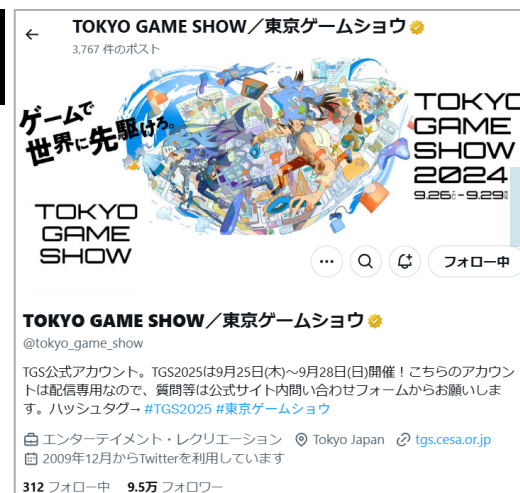 TOKYO GAME SHOW／東京ゲームショウ
3,767 件のポスト
ゲームで
世界に先駆けろ。
TOKYO
GAME
SHOW
2024
9.26 - 9.29
TOKYO
GAME
SHOW
フォロー中
TOKYO GAME SHOW／東京ゲームショウ
@tokyo_game_show
TGS公式アカウント。TGS2025は9月25日(木)～9月28日(日)開催！こちらのアカウン
トは配信専用なので、質問等は公式サイト内問い合わせフォームからお願いしま
す。ハッシュタグ→ #TGS2025 #東京ゲームショウ
エンターテイメント・レクリエーション Tokyo Japan tgs.cesa.or.jp
2009年12月からTwitterを利用しています
312 フォロー中 9.5万 フォロワー